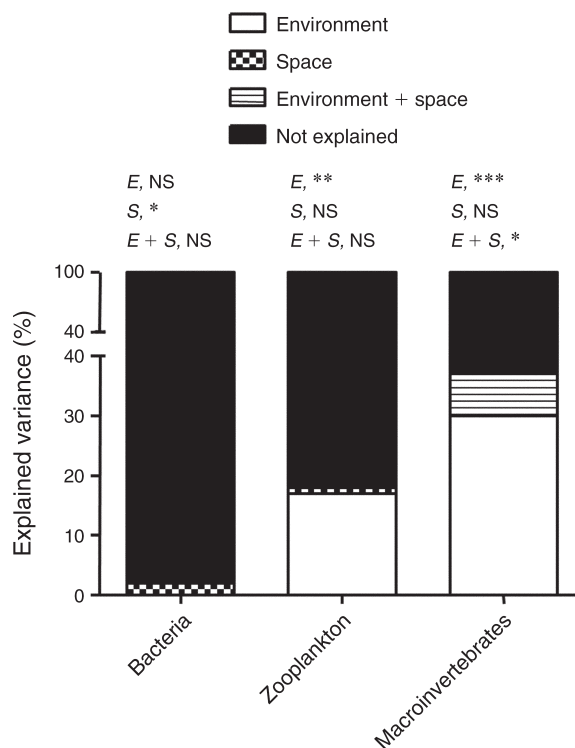 Environment
Space
Environment + space
Not explained
E, NS
S, *
E + S, NS
E, **
S, NS
E + S, NS
E, ***
S, NS
E + S, *
Explained variance (%)
100
40
40
30
20
10
0
Bacteria
Zooplankton
Macroinvertebrates